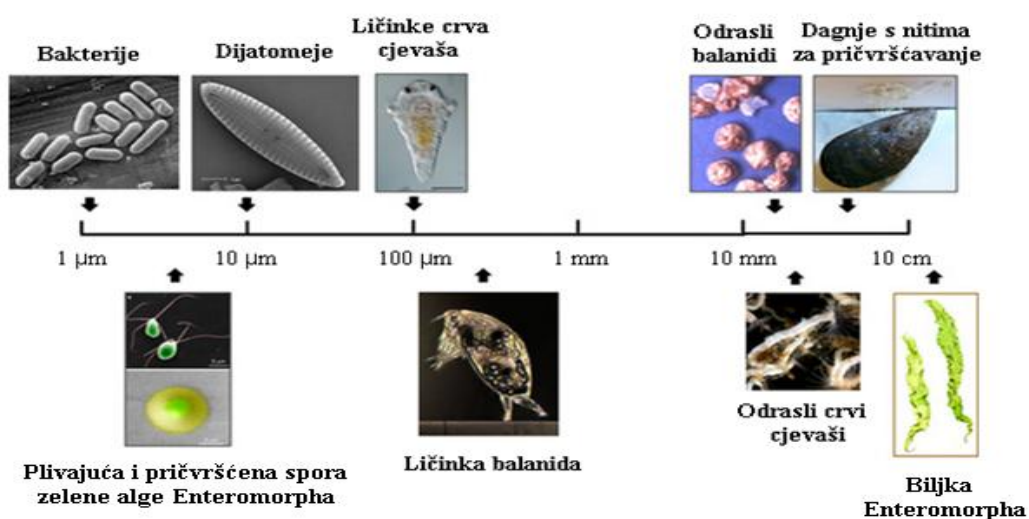 Bakterije
Dijatomeje
Ličinke crva
cjevaša
Odrasli
balanidi
Dagnje s nitima
za pričvršćavanje
1 µm
10 µm
100 µm
1 mm
10 mm
10 cm
Plivajuća i pričvršćena spora
zelene alge Enteromorpha
Ličinka balanida
Odrasli crvi
cjevaši
Biljka
Enteromorpha